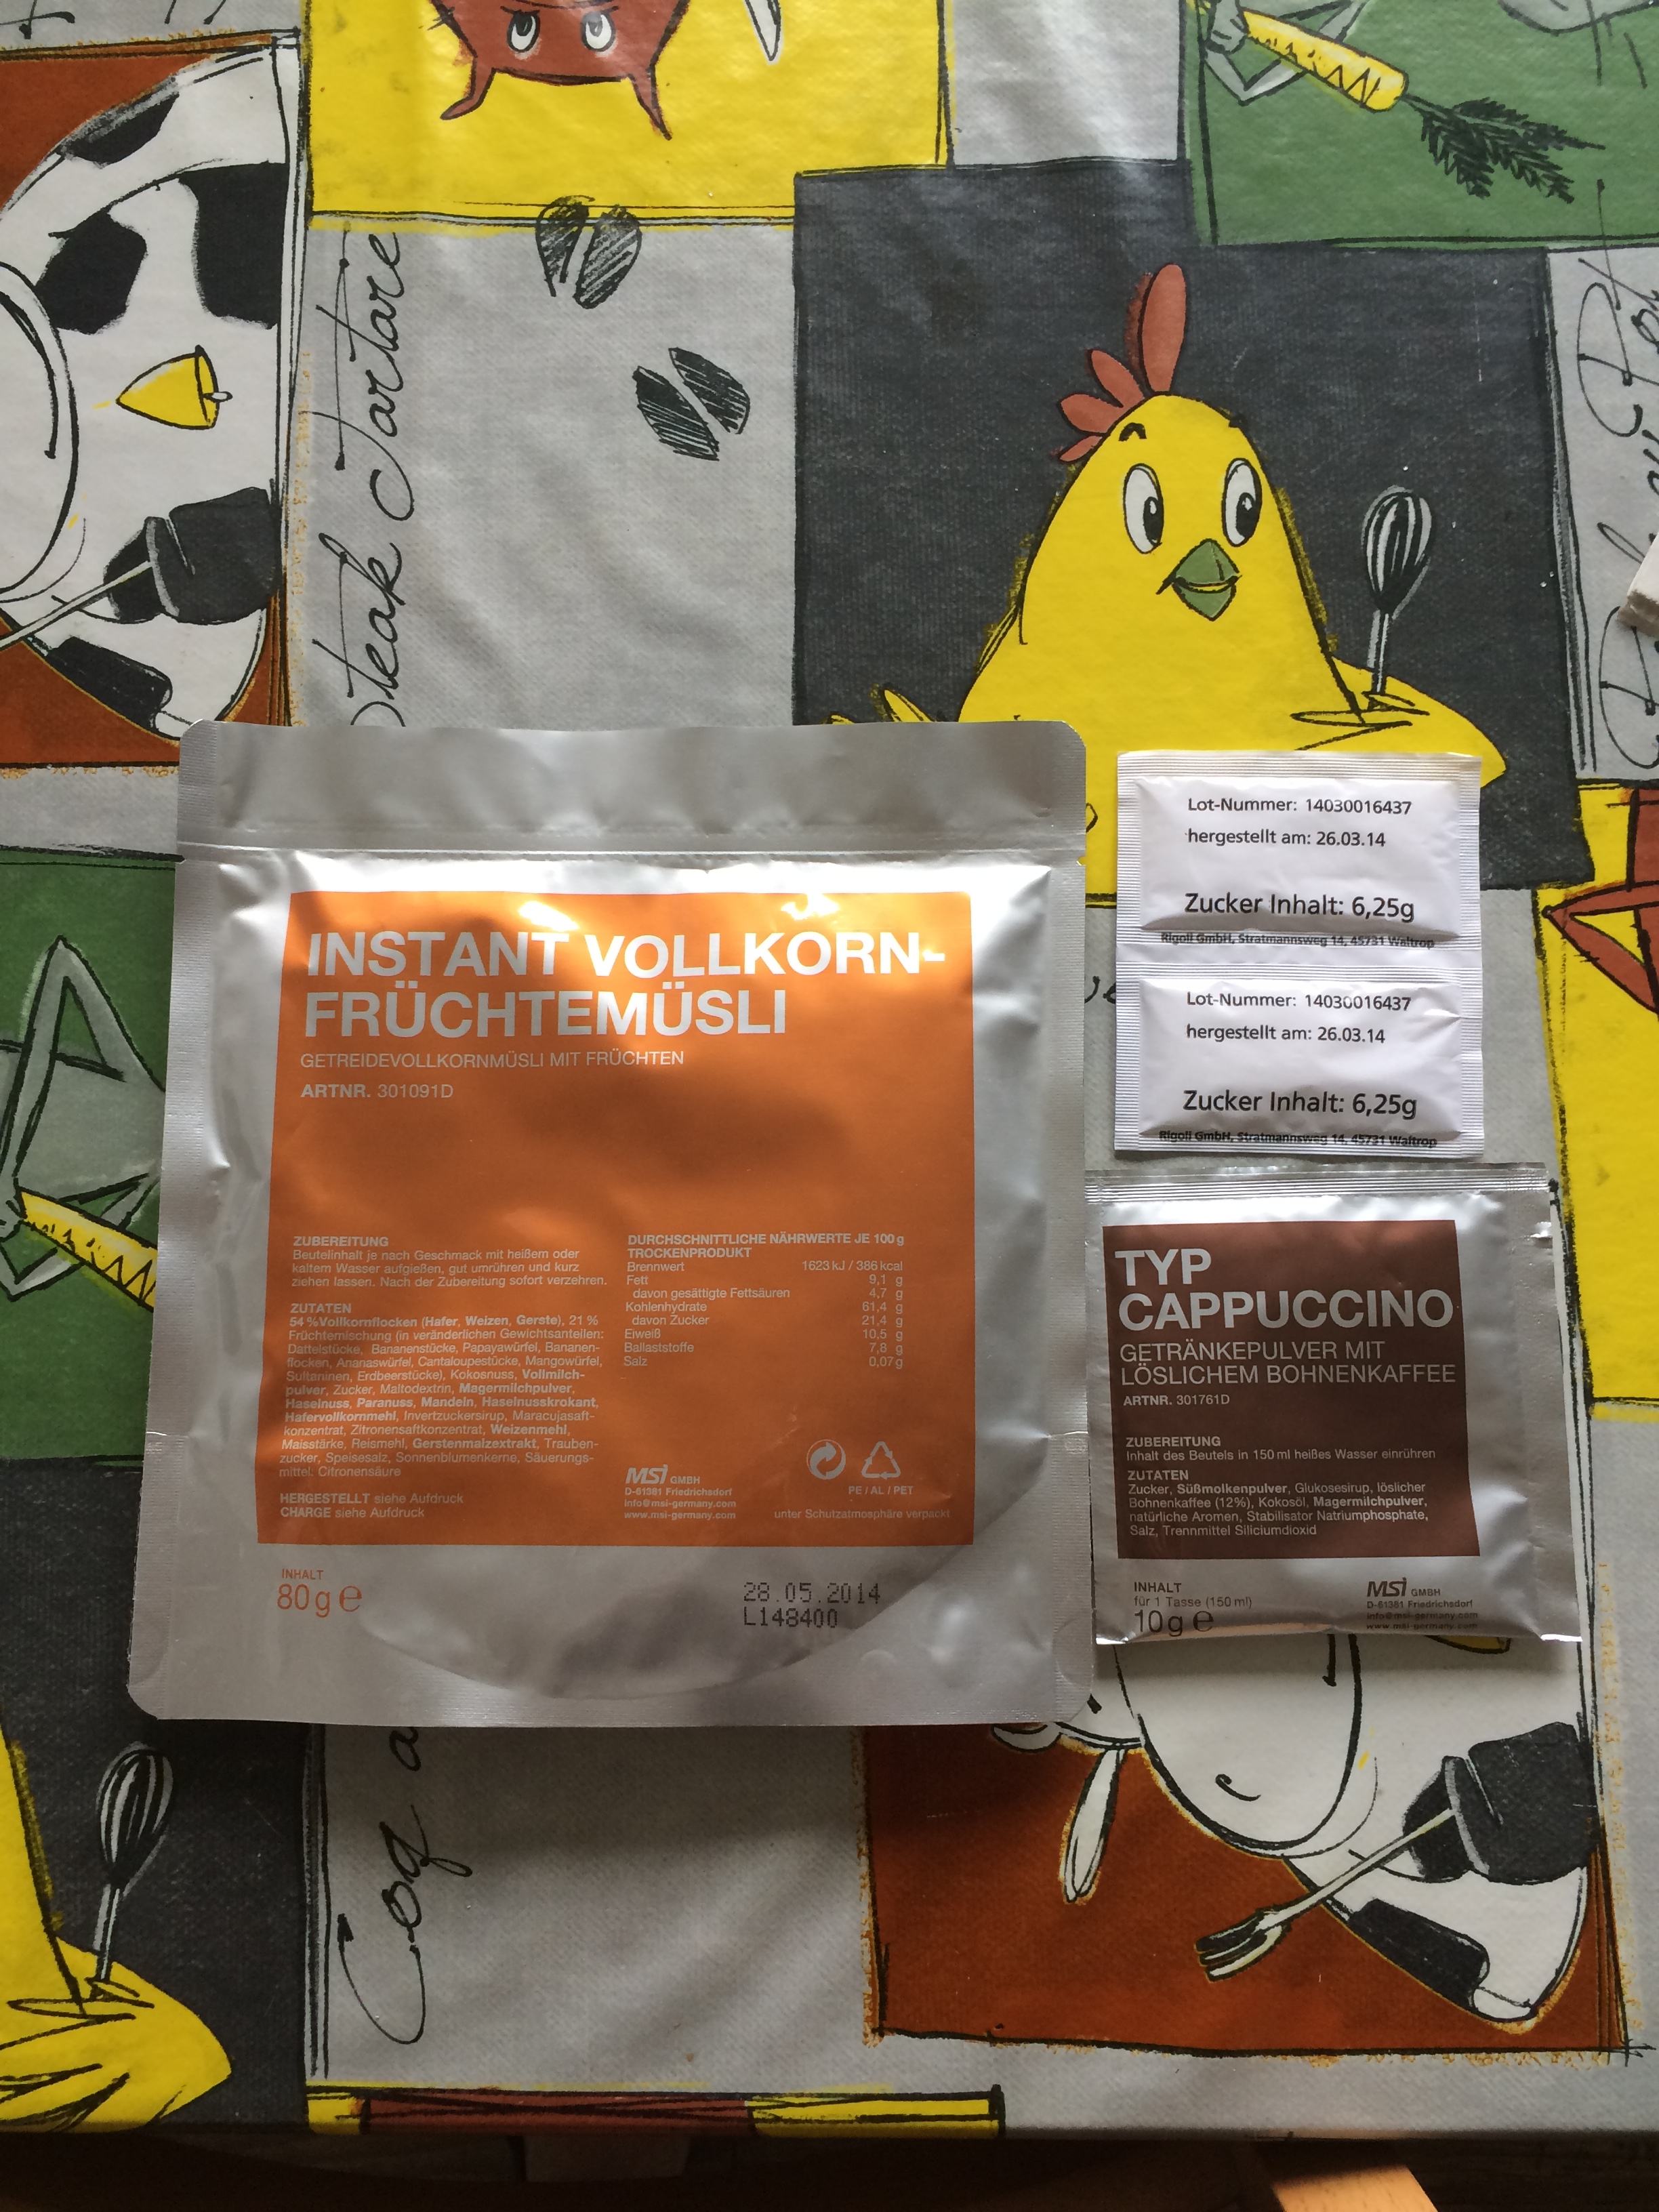 Steak Tartare
INSTANT VOLLKORN-
FRÜCHTEMÜSLI
GETREIDEVOLLKORNMÜSLI MIT FRÜCHTEN
ARTNR. 301091D
ZUBEREITUNG
Beutelinhalt je nach Geschmack mit heißem oder
kaltem Wasser aufgießen, gut umrühren und kurz
ziehen lassen. Nach der Zubereitung sofort verzehren.
ZUTATEN
54 %Vollkornflocken (Hafer, Weizen, Gerste), 21 %
Früchtemischung (in veränderlichen Gewichtsanteilen:
Dattelstücke, Bananenstücke, Papayawürfel, Bananen-
flocken, Ananaswürfel, Cantaloupestücke, Mangowürfel,
Sultaninen, Erdbeerstücke), Kokosnuss, Vollmilch-
pulver, Zucker, Maltodextrin, Magermilchpulver,
Haselnuss, Paranuss, Mandeln, Haselnusskrokant,
Hafervollkornmehl, Invertzuckersirup, Maracujasaft-
konzentrat, Zitronensaftkonzentrat, Weizenmehl,
Maisstärke, Reismehl, Gerstenmalzextrakt, Trauben-
zucker, Speisesalz, Sonnenblumenkerne, Säuerungs-
mittel: Citronensäure
HERGESTELLT siehe Aufdruck
CHARGE siehe Aufdruck
DURCHSCHNITTLICHE NÄHRWERTE JE 100 g
TROCKENPRODUKT
Brennwert 1623 kJ / 386 kcal
Fett 9,1 g
davon gesättigte Fettsäuren 4,7 g
Kohlenhydrate 61,4 g
davon Zucker 21,4 g
Eiweiß 10,5 g
Ballaststoffe 7,8 g
Salz 0,07 g
MSI GMBH
D-61381 Friedrichsdorf
info@msi-germany.com
www.msi-germany.com
PE / AL / PET
unter Schutzatmosphäre verpackt
INHALT
80 g e
28.05.2014
L148400
Lot-Nummer: 14030016437
hergestellt am: 26.03.14
Zucker Inhalt: 6,25g
Rigoli GmbH, Stratmannsweg 14, 45731 Waltrop
Lot-Nummer: 14030016437
hergestellt am: 26.03.14
Zucker Inhalt: 6,25g
Rigoli GmbH, Stratmannsweg 14, 45731 Waltrop
TYP
CAPPUCCINO
GETRÄNKEPULVER MIT
LÖSLICHEM BOHNENKAFFEE
ARTNR. 301761D
ZUBEREITUNG
Inhalt des Beutels in 150 ml heißes Wasser einrühren
ZUTATEN
Zucker, Süßmolkenpulver, Glukosesirup, löslicher
Bohnenkaffee (12%), Kokosöl, Magermilchpulver,
natürliche Aromen, Stabilisator Natriumphosphate,
Salz, Trennmittel Siliciumdioxid
INHALT
für 1 Tasse (150 ml)
10 g e
MSI GMBH
D-61381 Friedrichsdorf
info@msi-germany.com
www.msi-germany.com
Coq a